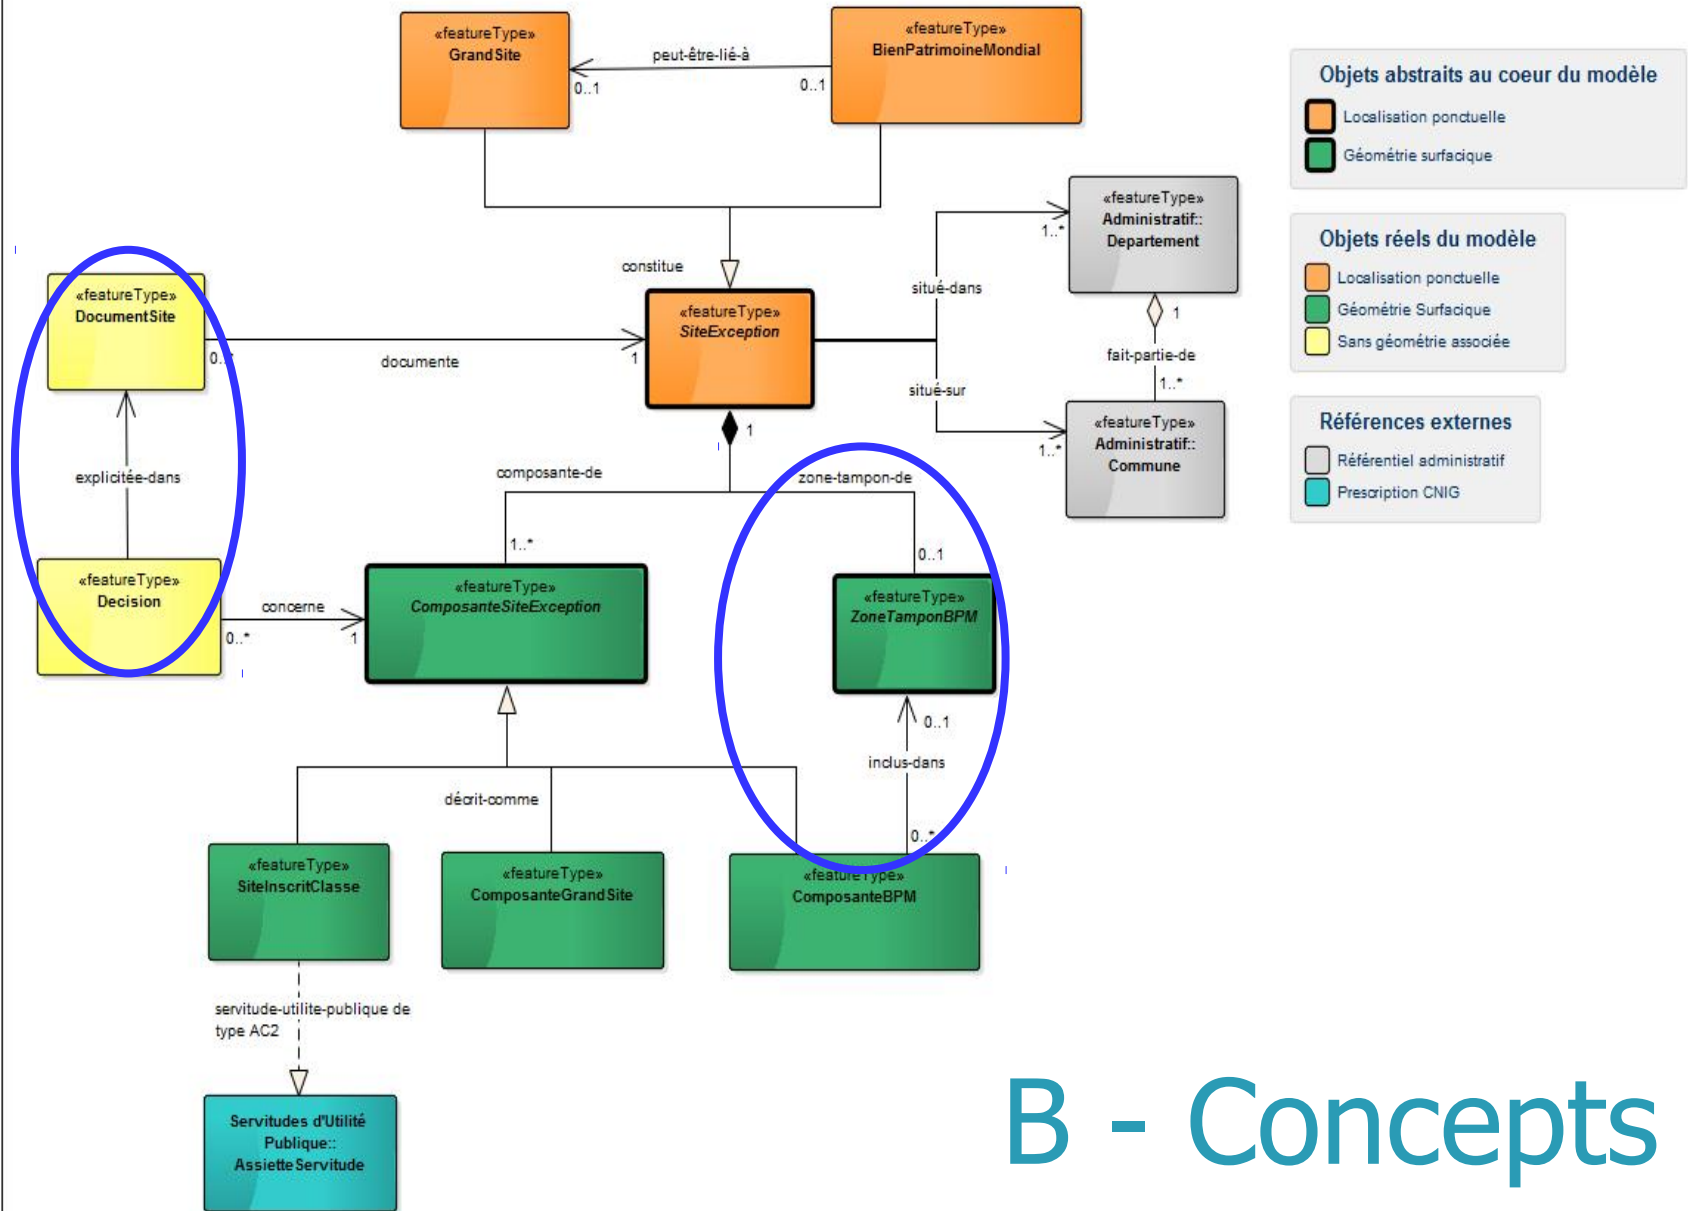 «featureType»
GrandSite
peut-être-lié-à
0..1
0..1
«featureType»
BienPatrimoineMondial
Objets abstraits au coeur du modèle
Localisation ponctuelle
Géométrie surfacique
«featureType»
Administratif::
Departement
1..*
situé-dans
1
fait-partie-de
1..*
situé-sur
1..*
«featureType»
Administratif::
Commune
Objets réels du modèle
Localisation ponctuelle
Géométrie Surfacique
Sans géométrie associée
Références externes
Référentiel administratif
Prescription CNIG
constitue
«featureType»
SiteException
«featureType»
DocumentSite
0..*
documente
1
1
explicitée-dans
composante-de
zone-tampon-de
1..*
0..1
«featureType»
Decision
concerne
0..*
1
«featureType»
ComposanteSiteException
«featureType»
ZoneTamponBPM
0..1
inclus-dans
0..*
décrit-comme
«featureType»
SiteInscritClasse
«featureType»
ComposanteGrandSite
«featureType»
ComposanteBPM
servitude-utilite-publique de
type AC2
Servitudes d'Utilité
Publique::
AssietteServitude
B - Concepts